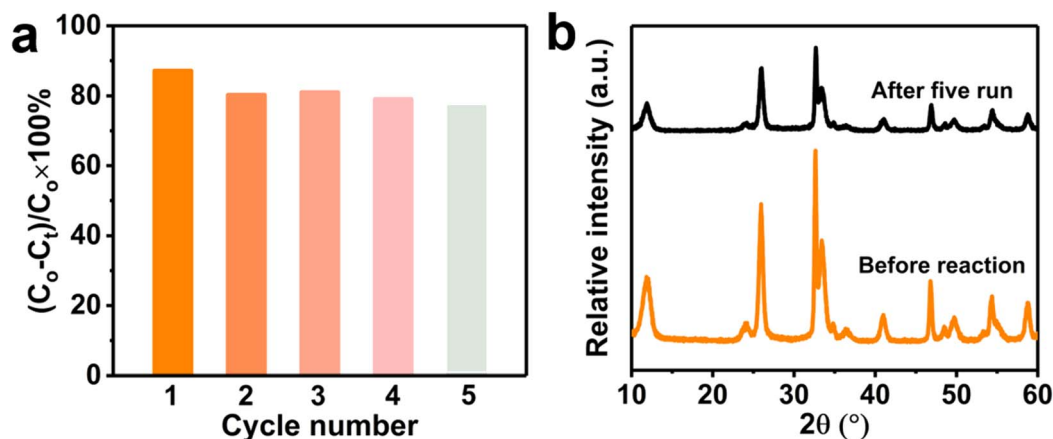 a
(C₀-Cₜ)/C₀×100%
100
80
60
40
20
0
1 2 3 4 5
Cycle number
b
Relative intensity (a.u.)
After five run
Before reaction
10 20 30 40 50 60
2θ (°)